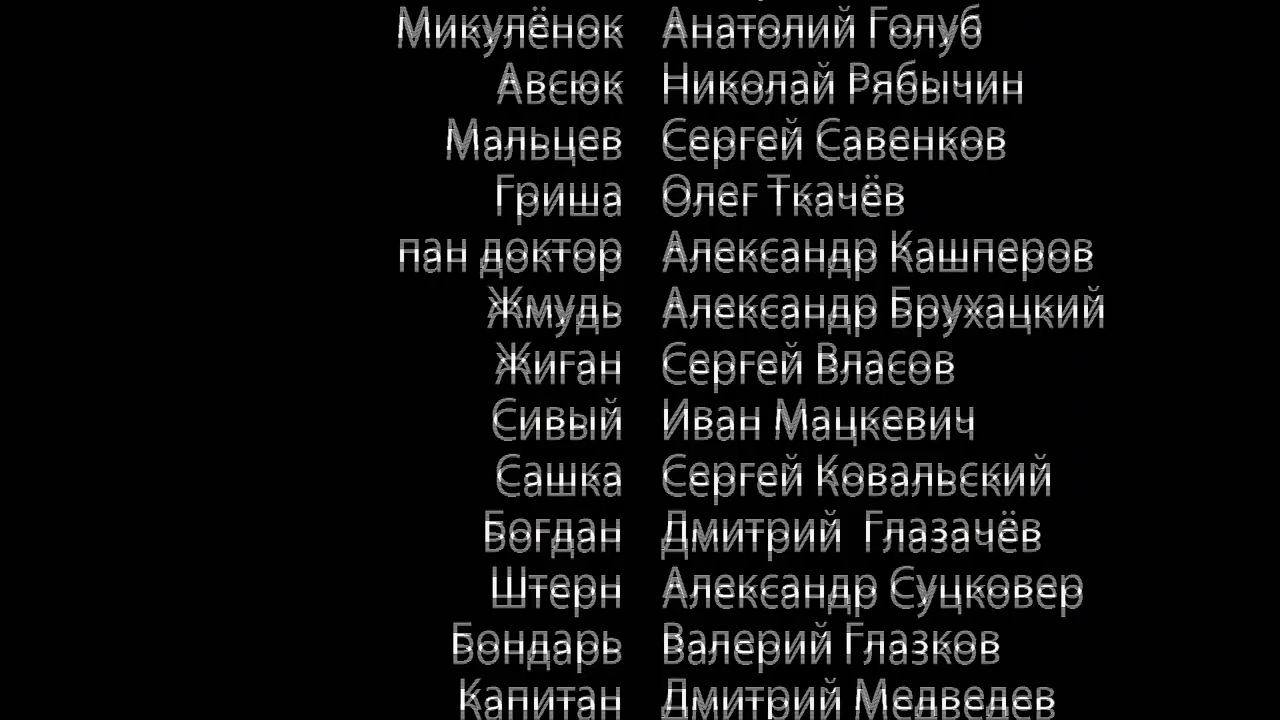 Микулёнок Анатолий Голуб
Авсюк Николай Рябычин
Мальцев Сергей Савенков
Гриша Олег Ткачёв
пан доктор Александр Кашперов
Жмудь Александр Брухацкий
Жиган Сергей Власов
Сивый Иван Мацкевич
Сашка Сергей Ковальский
Богдан Дмитрий Глазачёв
Штерн Александр Суцковер
Бондарь Валерий Глазков
Капитан Дмитрий Медведев